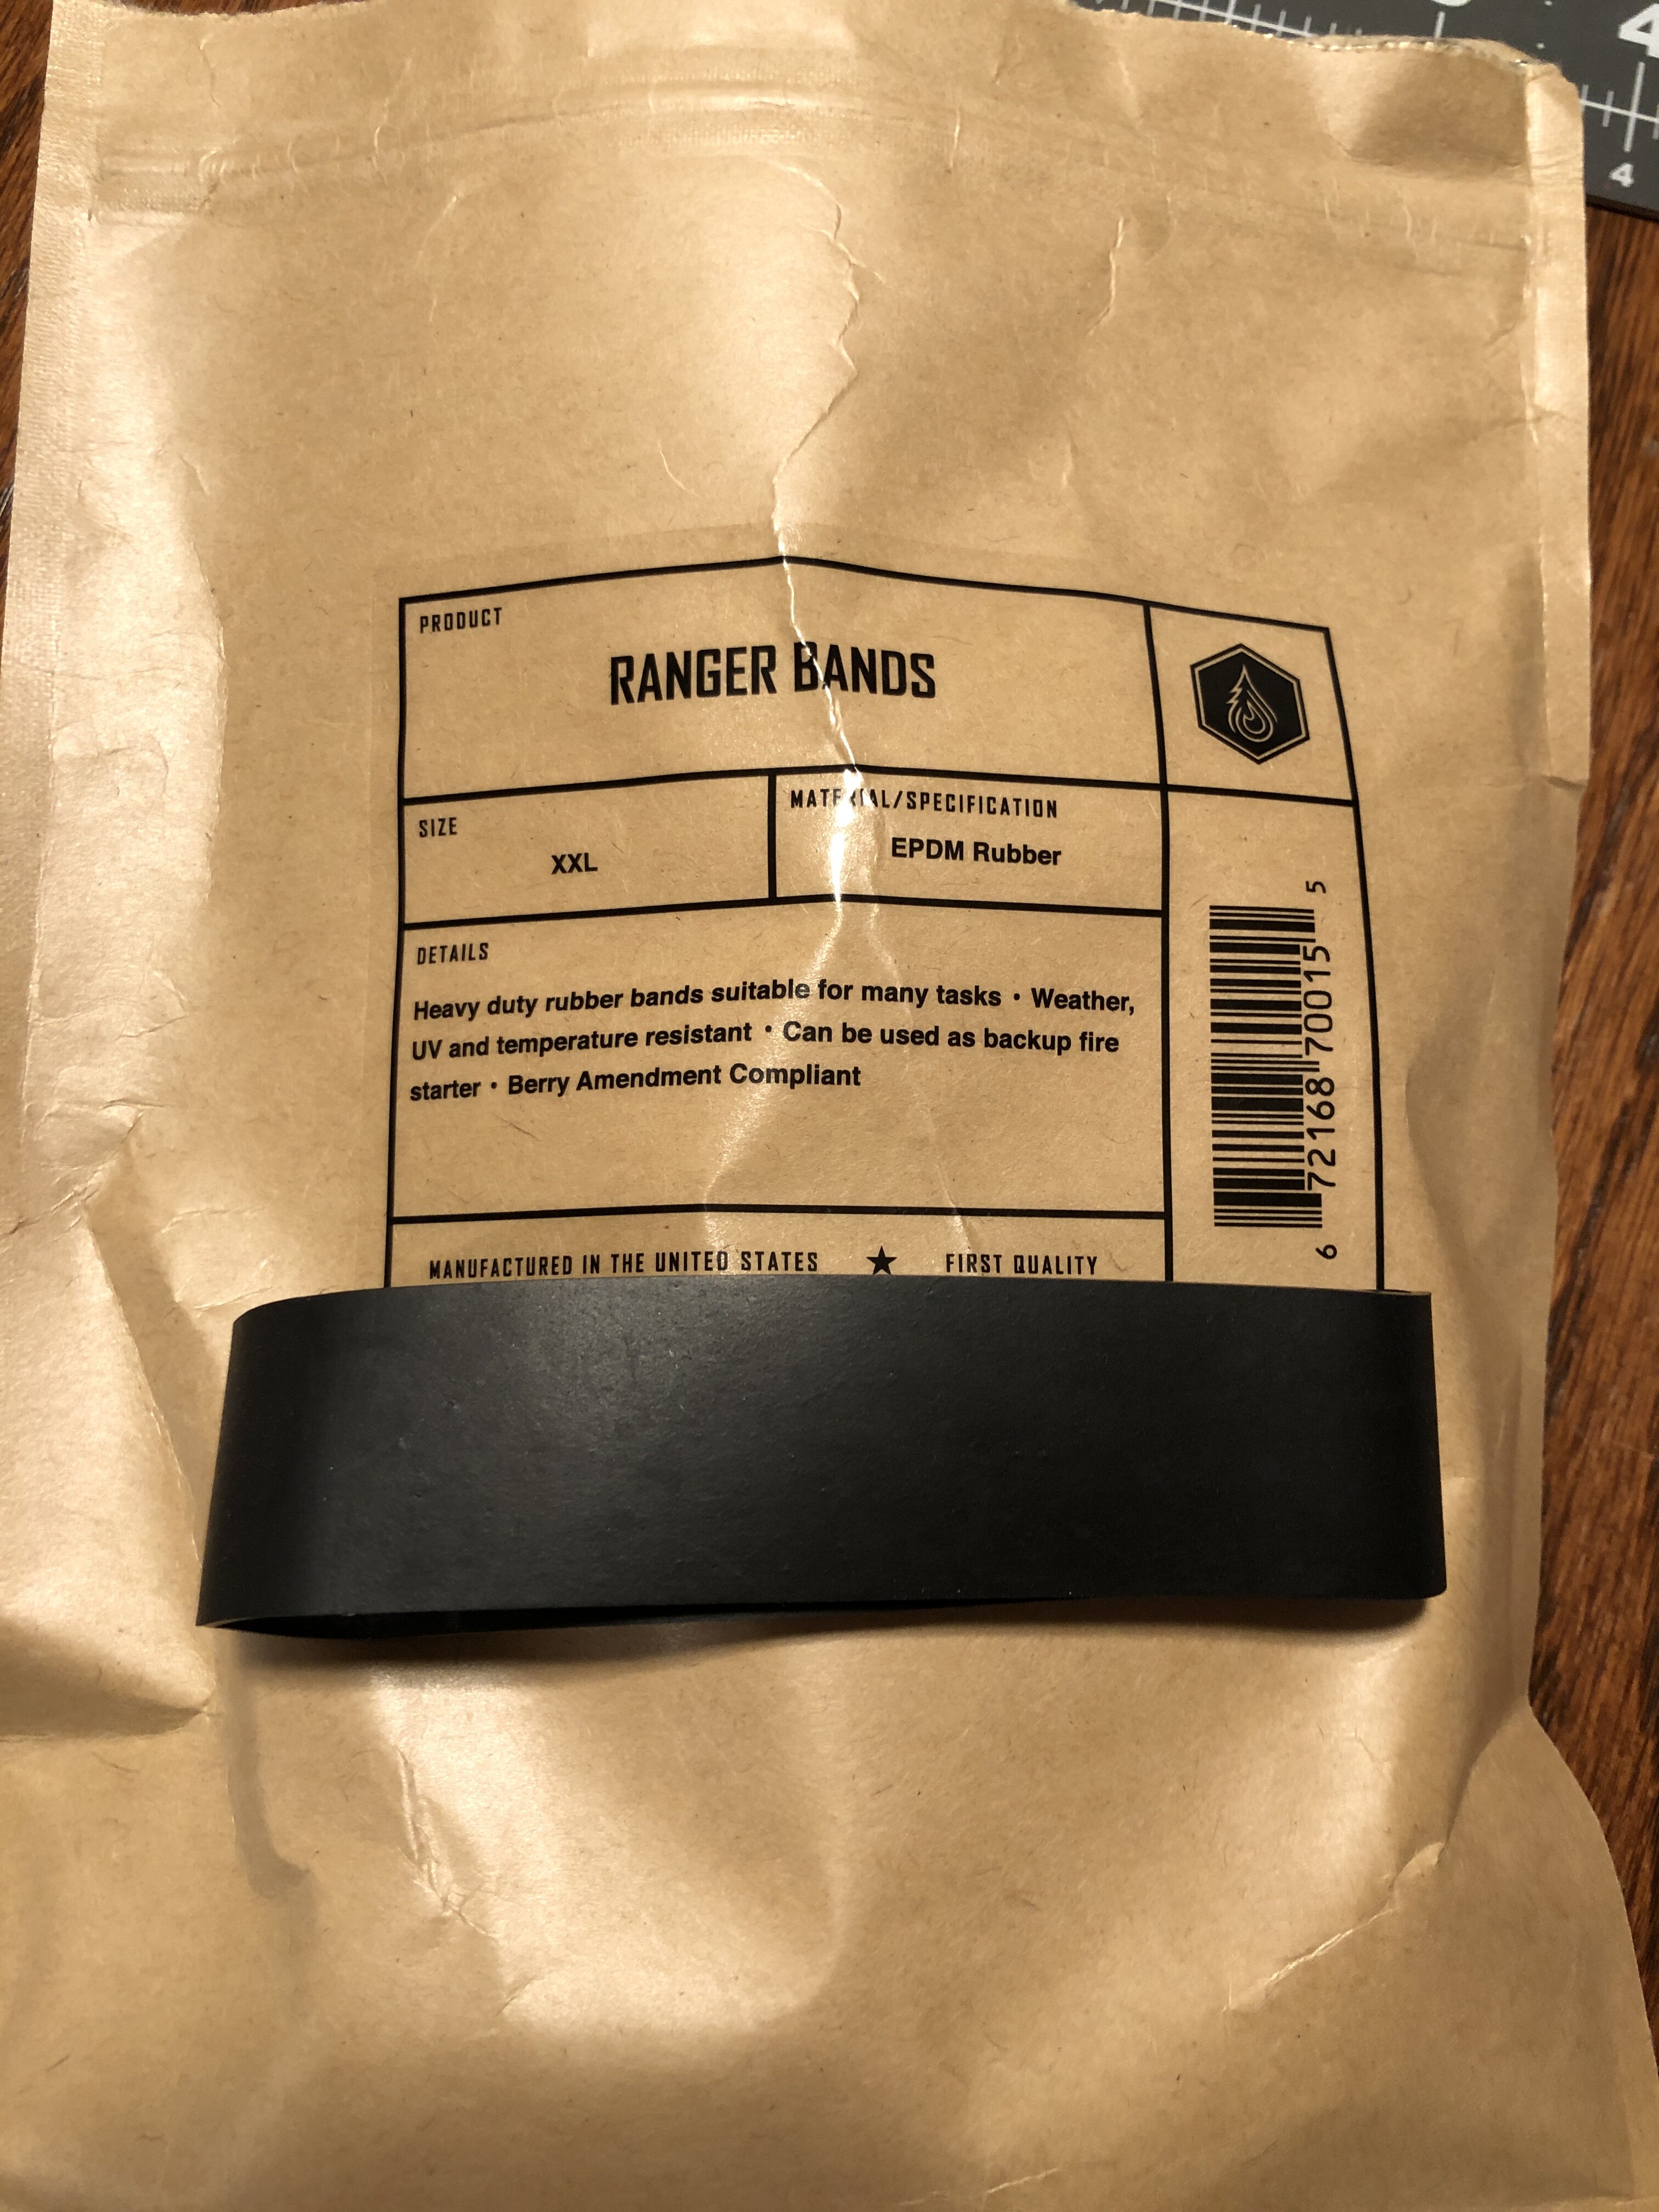 4
4
PRODUCT
RANGER BANDS
SIZE
XXL
MATERIAL/SPECIFICATION
EPDM Rubber
DETAILS
Heavy duty rubber bands suitable for many tasks • Weather,
UV and temperature resistant • Can be used as backup fire
starter • Berry Amendment Compliant
MANUFACTURED IN THE UNITED STATES ★ FIRST QUALITY
6 72168 70015 5